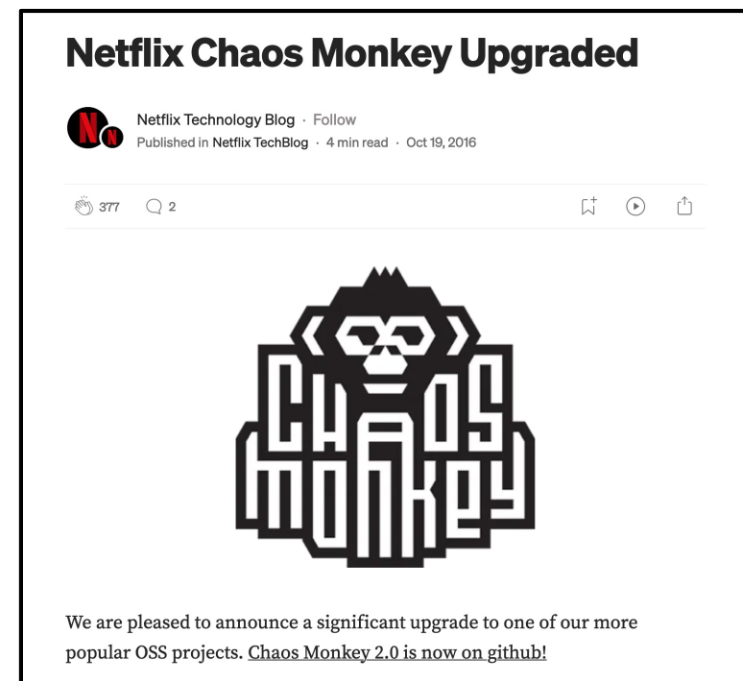 Netflix Chaos Monkey Upgraded
Netflix Technology Blog · Follow
Published in Netflix TechBlog · 4 min read · Oct 19, 2016
377 2
CHAOS
MONKEY
We are pleased to announce a significant upgrade to one of our more
popular OSS projects. Chaos Monkey 2.0 is now on github!